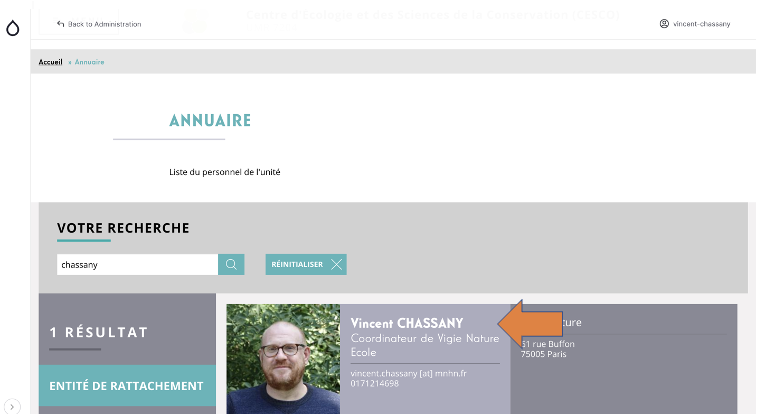 Centre d'Ecologie et des Sciences de la Conservation (CESCO)
Back to Administration
vincent-chassany
Accueil
Annuaire
ANNUAIRE
Liste du personnel de l'unité
VOTRE RECHERCHE
chassany
RÉINITIALISER
1 RÉSULTAT
ENTITÉ DE RATTACHEMENT
Vincent CHASSANY
Coordinateur de Vigie Nature
Ecole
vincent.chassany [at] mnhn.fr
0171214698
61 rue Buffon
75005 Paris